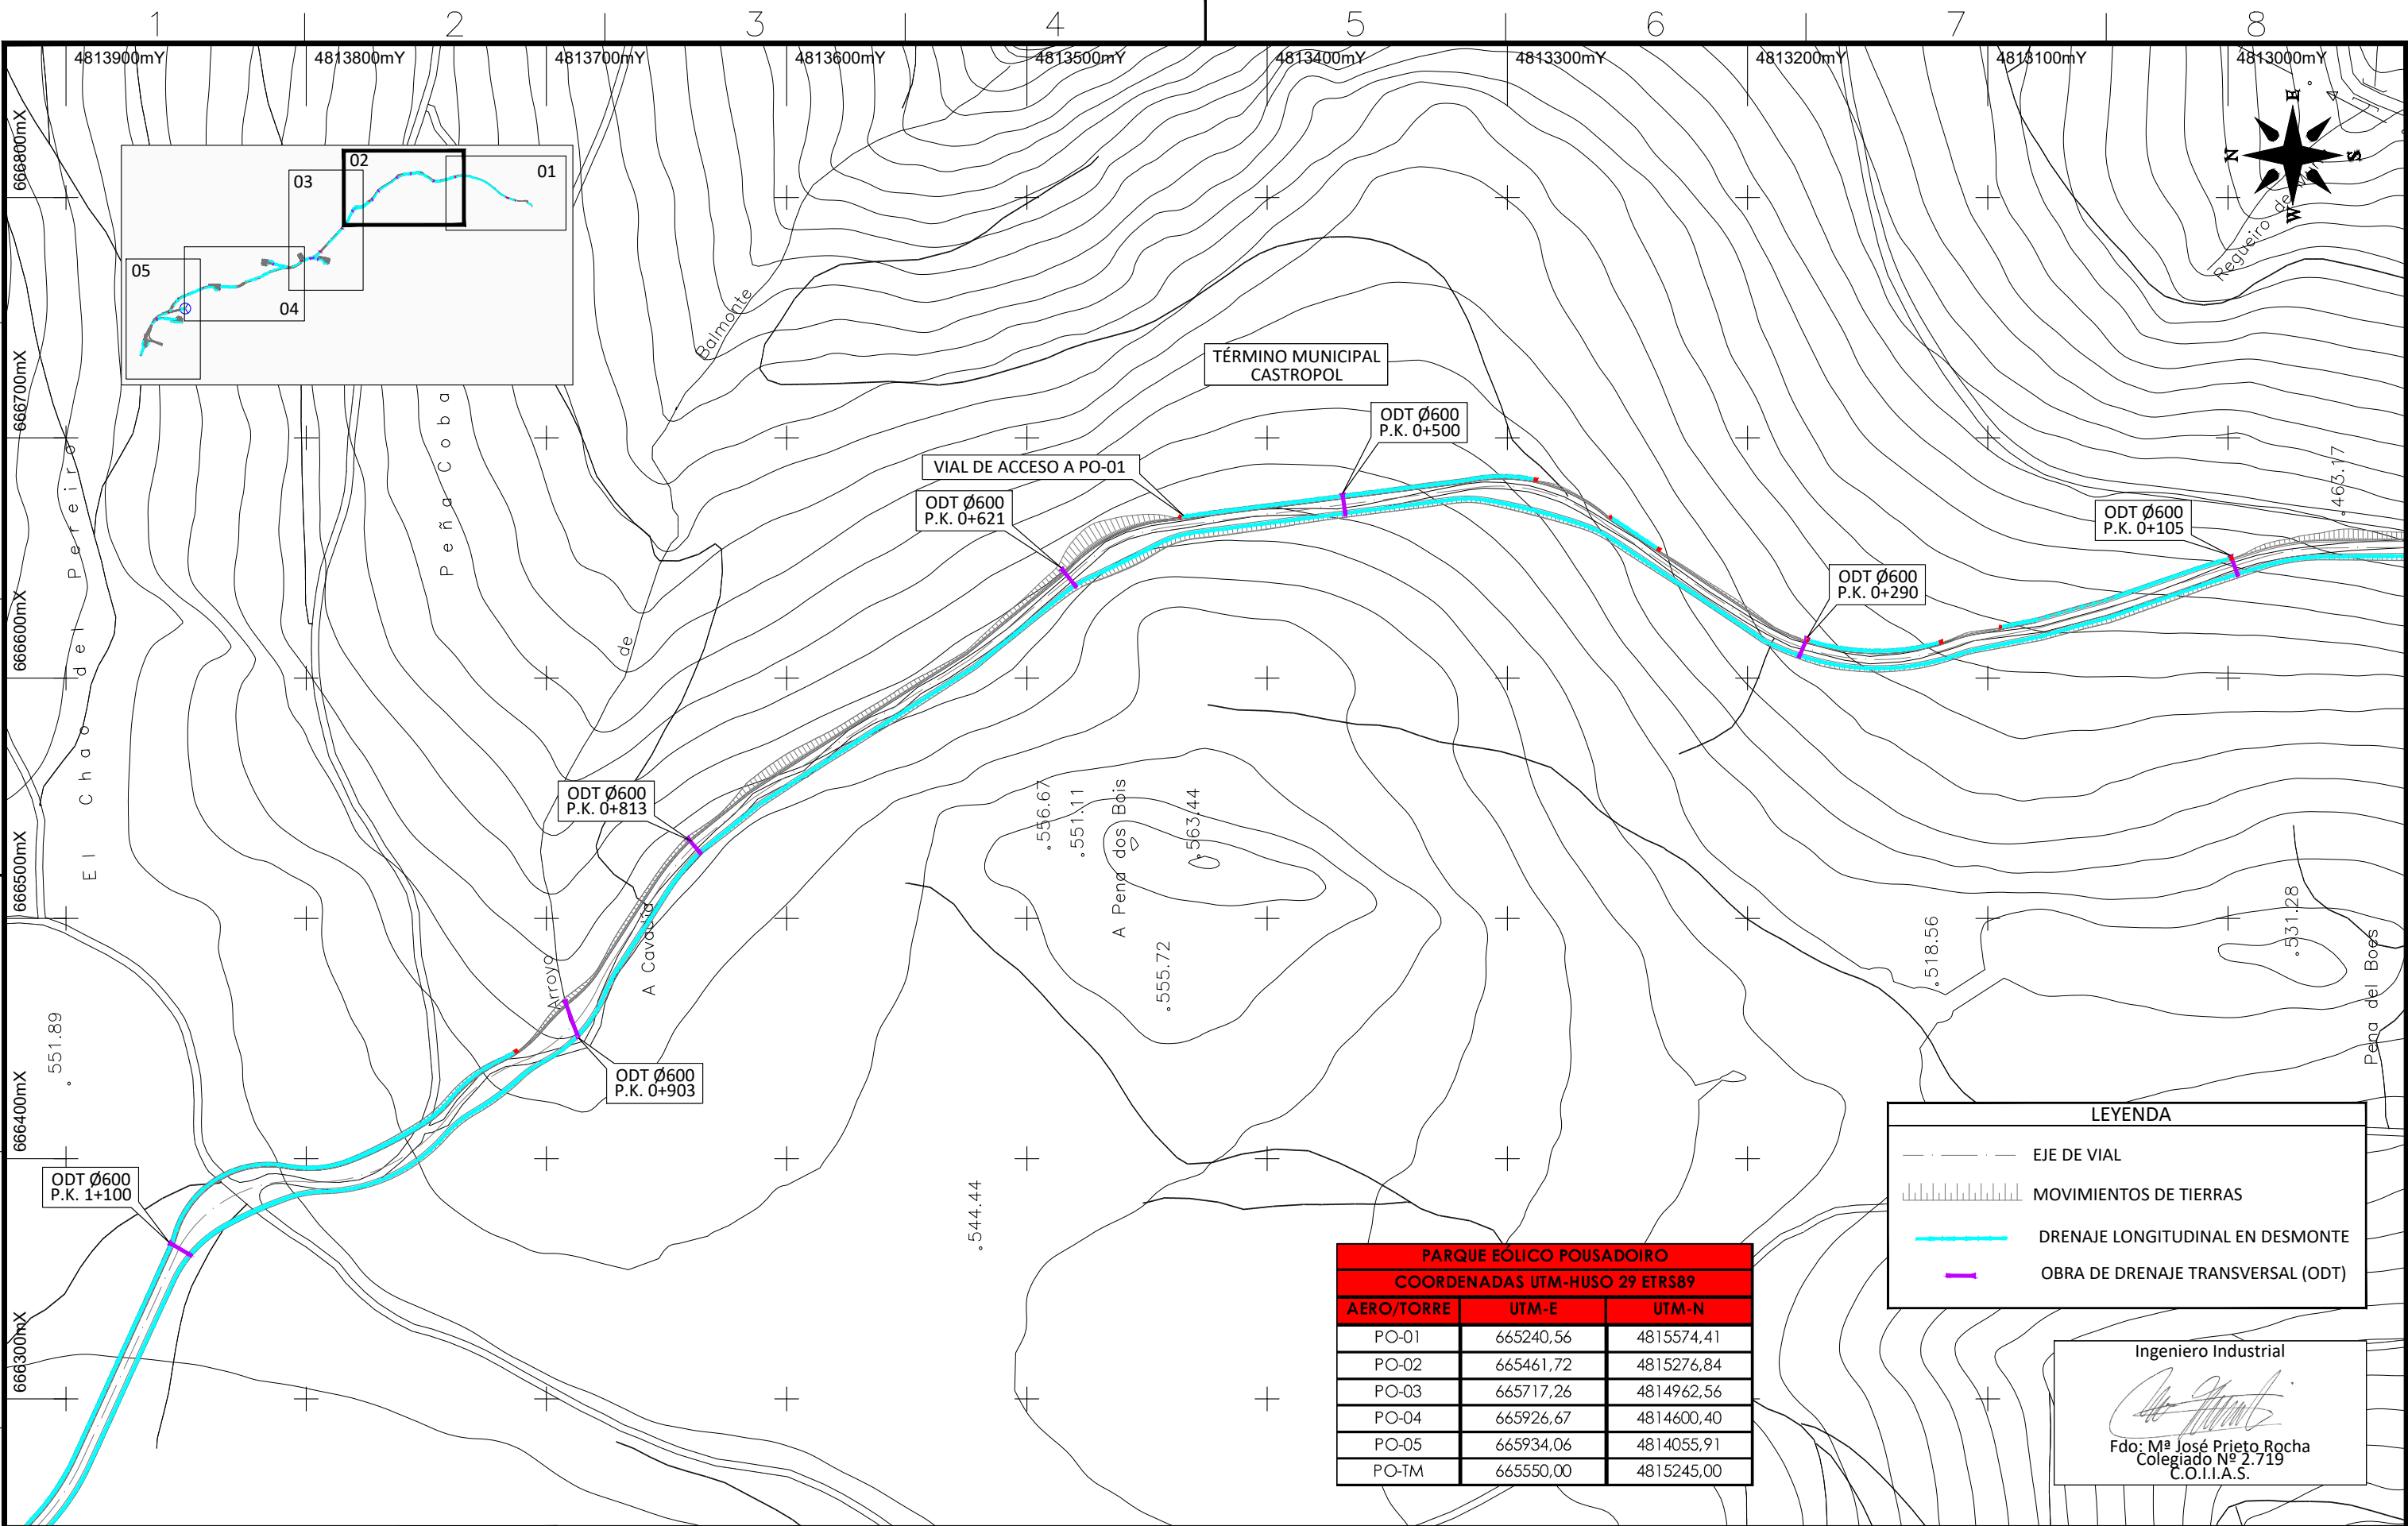 1 2 3 4 5 6 7 8
4813900mY 4813800mY 4813700mY 4813600mY 4813500mY 4813400mY 4813300mY 4813200mY 4813100mY 4813000mY
666800mX
666700mX
666600mX
666500mX
666400mX
666300mX
01
02
03
04
05
E
N
S
W
Regueiro de
Balmonte
de
Arroyo
Peña Coba
El Chao del Pereiro
A Cavada
A Pena dos Bois
Pena del Boes
TÉRMINO MUNICIPAL
CASTROPOL
VIAL DE ACCESO A PO-01
ODT Ø600
P.K. 0+500
ODT Ø600
P.K. 0+621
ODT Ø600
P.K. 0+105
ODT Ø600
P.K. 0+290
ODT Ø600
P.K. 0+813
ODT Ø600
P.K. 0+903
ODT Ø600
P.K. 1+100
463.17
556.67
551.11
563.44
555.72
518.56
531.28
551.89
544.44
LEYENDA
EJE DE VIAL
MOVIMIENTOS DE TIERRAS
DRENAJE LONGITUDINAL EN DESMONTE
OBRA DE DRENAJE TRANSVERSAL (ODT)
PARQUE EÓLICO POUSADOIRO
COORDENADAS UTM-HUSO 29 ETRS89
AERO/TORRE UTM-E UTM-N
PO-01 665240,56 4815574,41
PO-02 665461,72 4815276,84
PO-03 665717,26 4814962,56
PO-04 665926,67 4814600,40
PO-05 665934,06 4814055,91
PO-TM 665550,00 4815245,00
Ingeniero Industrial
Fdo: Mª José Prieto Rocha
Colegiado Nº 2.719
C.O.I.I.A.S.